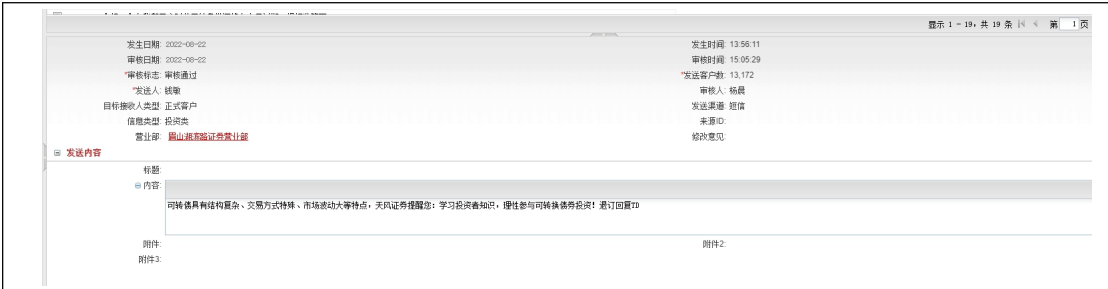 显示 1 - 19，共 19 条 第 1 页
发生日期: 2022-08-22 发生时间: 13:56:11
审核日期: 2022-08-22 审核时间: 15:05:29
*审核标志: 审核通过 *发送客户数: 13,172
*发送人: 钱敏 审核人: 杨晨
目标接收人类型: 正式客户 发送渠道: 短信
信息类型: 投资类 来源ID:
营业部: 眉山湖滨路证券营业部 修改意见:
发送内容
标题:
内容:
可转债具有结构复杂、交易方式特殊、市场波动大等特点，天风证券提醒您：学习投资者知识，理性参与可转换债券投资！退订回复TD
附件: 附件2:
附件3: